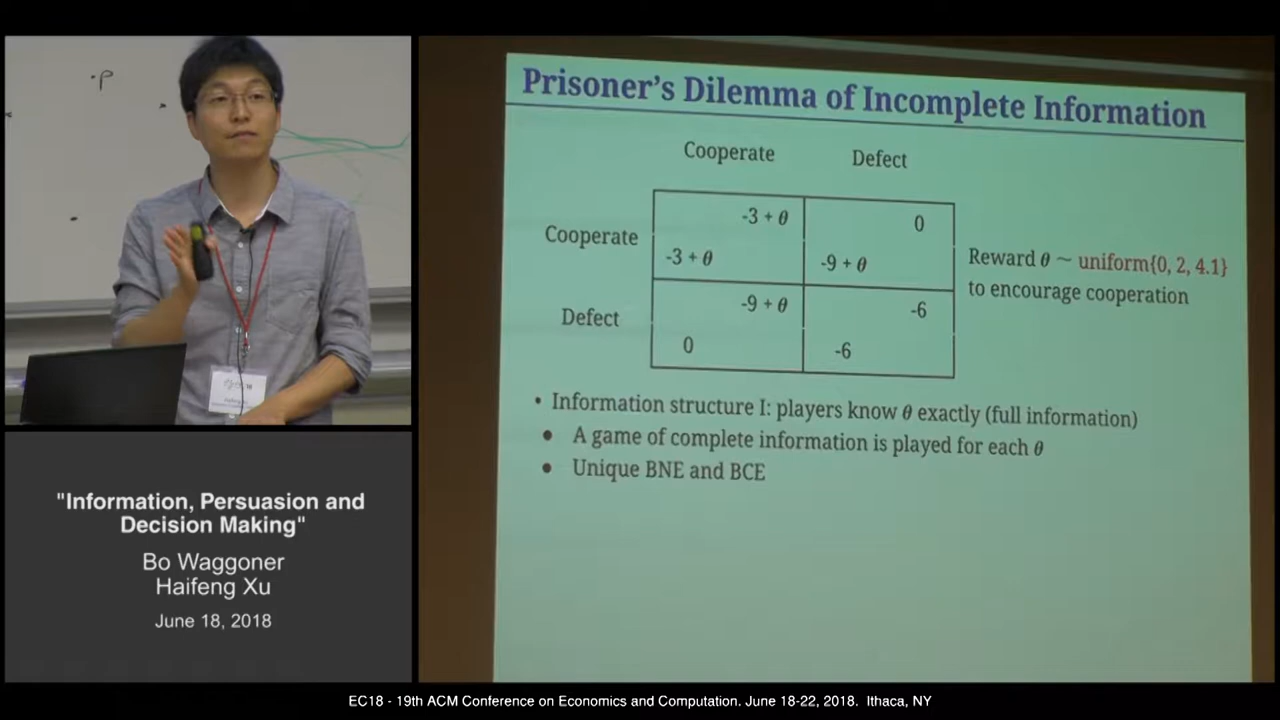 P
Prisoner's Dilemma of Incomplete Information
Cooperate Defect
-3 + θ 0
Cooperate
-3 + θ -9 + θ
Reward θ ~ uniform{0, 2, 4.1}
to encourage cooperation
-9 + θ -6
Defect
0 -6
• Information structure I: players know θ exactly (full information)
• A game of complete information is played for each θ
• Unique BNE and BCE
"Information, Persuasion and
Decision Making"
Bo Waggoner
Haifeng Xu
June 18, 2018
EC18 - 19th ACM Conference on Economics and Computation. June 18-22, 2018. Ithaca, NY